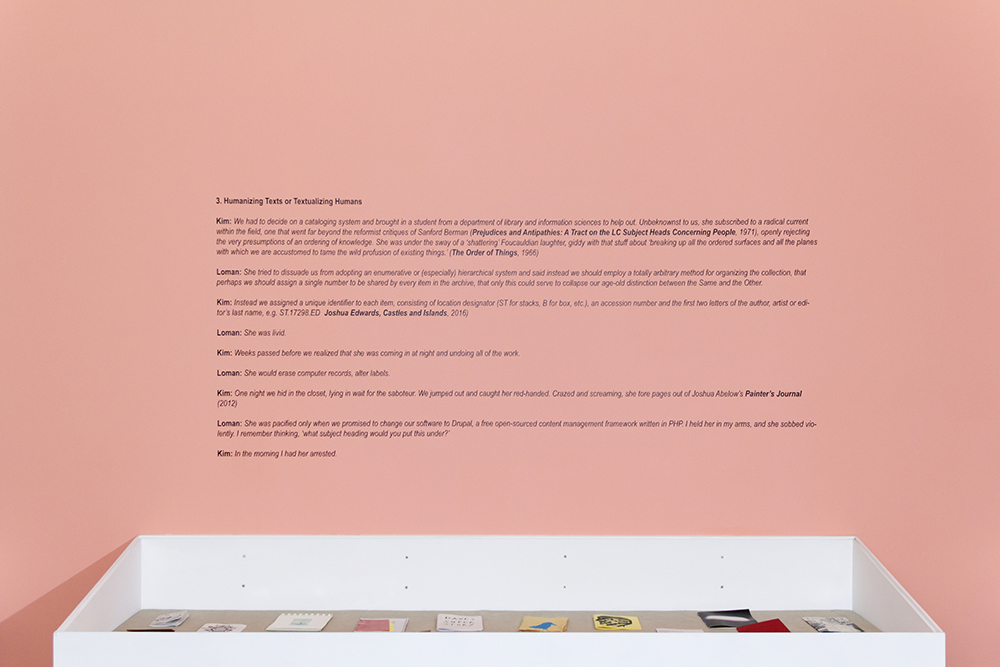 3. Humanizing Texts or Textualizing Humans
Kim: We had to decide on a cataloging system and brought in a student from a department of library and information sciences to help out. Unbeknownst to us, she subscribed to a radical current
within the field, one that went far beyond the reformist critiques of Sanford Berman (Prejudices and Antipathies: A Tract on the LC Subject Heads Concerning People, 1971), openly rejecting
the very presumptions of an ordering of knowledge. She was under the sway of a 'shattering' Foucauldian laughter, giddy with that stuff about 'breaking up all the ordered surfaces and all the planes
with which we are accustomed to tame the wild profusion of existing things.' (The Order of Things, 1966)
Loman: She tried to dissuade us from adopting an enumerative or (especially) hierarchical system and said instead we should employ a totally arbitrary method for organizing the collection, that
perhaps we should assign a single number to be shared by every item in the archive, that only this could serve to collapse our age-old distinction between the Same and the Other.
Kim: Instead we assigned a unique identifier to each item, consisting of location designator (ST for stacks, B for box, etc.), an accession number and the first two letters of the author, artist or edi-
tor's last name, e.g. ST.17298.ED Joshua Edwards, Castles and Islands, 2016)
Loman: She was livid.
Kim: Weeks passed before we realized that she was coming in at night and undoing all of the work.
Loman: She would erase computer records, alter labels.
Kim: One night we hid in the closet, lying in wait for the saboteur. We jumped out and caught her red-handed. Crazed and screaming, she tore pages out of Joshua Abelow's Painter's Journal
(2012)
Loman: She was pacified only when we promised to change our software to Drupal, a free open-sourced content management framework written in PHP. I held her in my arms, and she sobbed vio-
lently. I remember thinking, 'what subject heading would you put this under?'
Kim: In the morning I had her arrested.